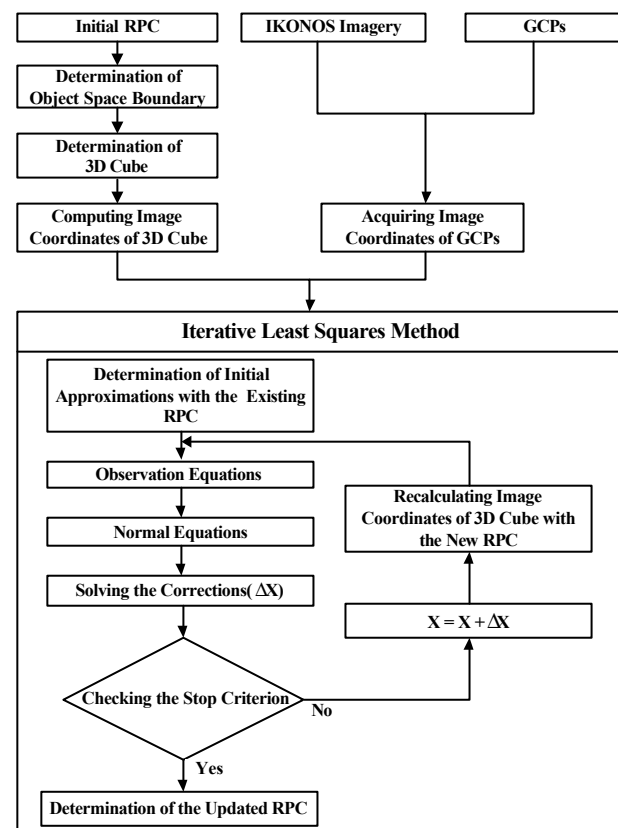 Initial RPC
IKONOS Imagery
GCPs
Determination of
Object Space Boundary
Determination of
3D Cube
Computing Image
Coordinates of 3D Cube
Acquiring Image
Coordinates of GCPs
Iterative Least Squares Method
Determination of Initial
Approximations with the Existing
RPC
Observation Equations
Normal Equations
Solving the Corrections( ΔX)
Checking the Stop Criterion
Recalculating Image
Coordinates of 3D Cube with
the New RPC
X = X + ΔX
No
Yes
Determination of the Updated RPC